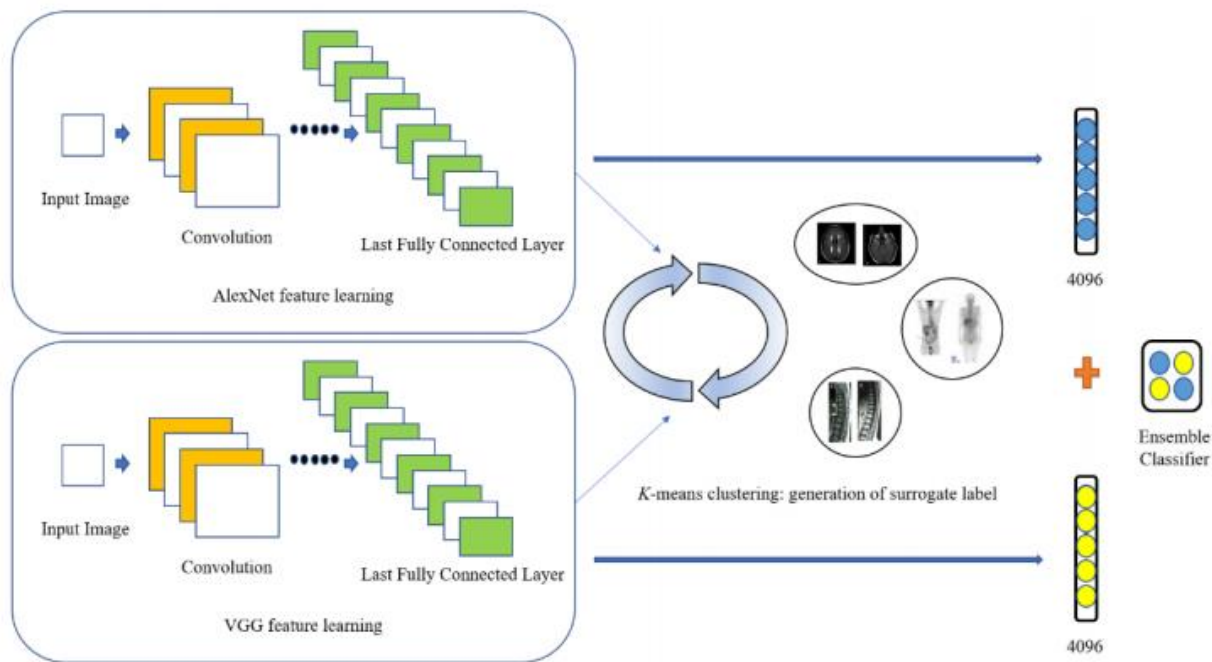 Input Image
Convolution
Last Fully Connected Layer
AlexNet feature learning
Input Image
Convolution
Last Fully Connected Layer
VGG feature learning
K-means clustering: generation of surrogate label
4096
Ensemble
Classifier
4096